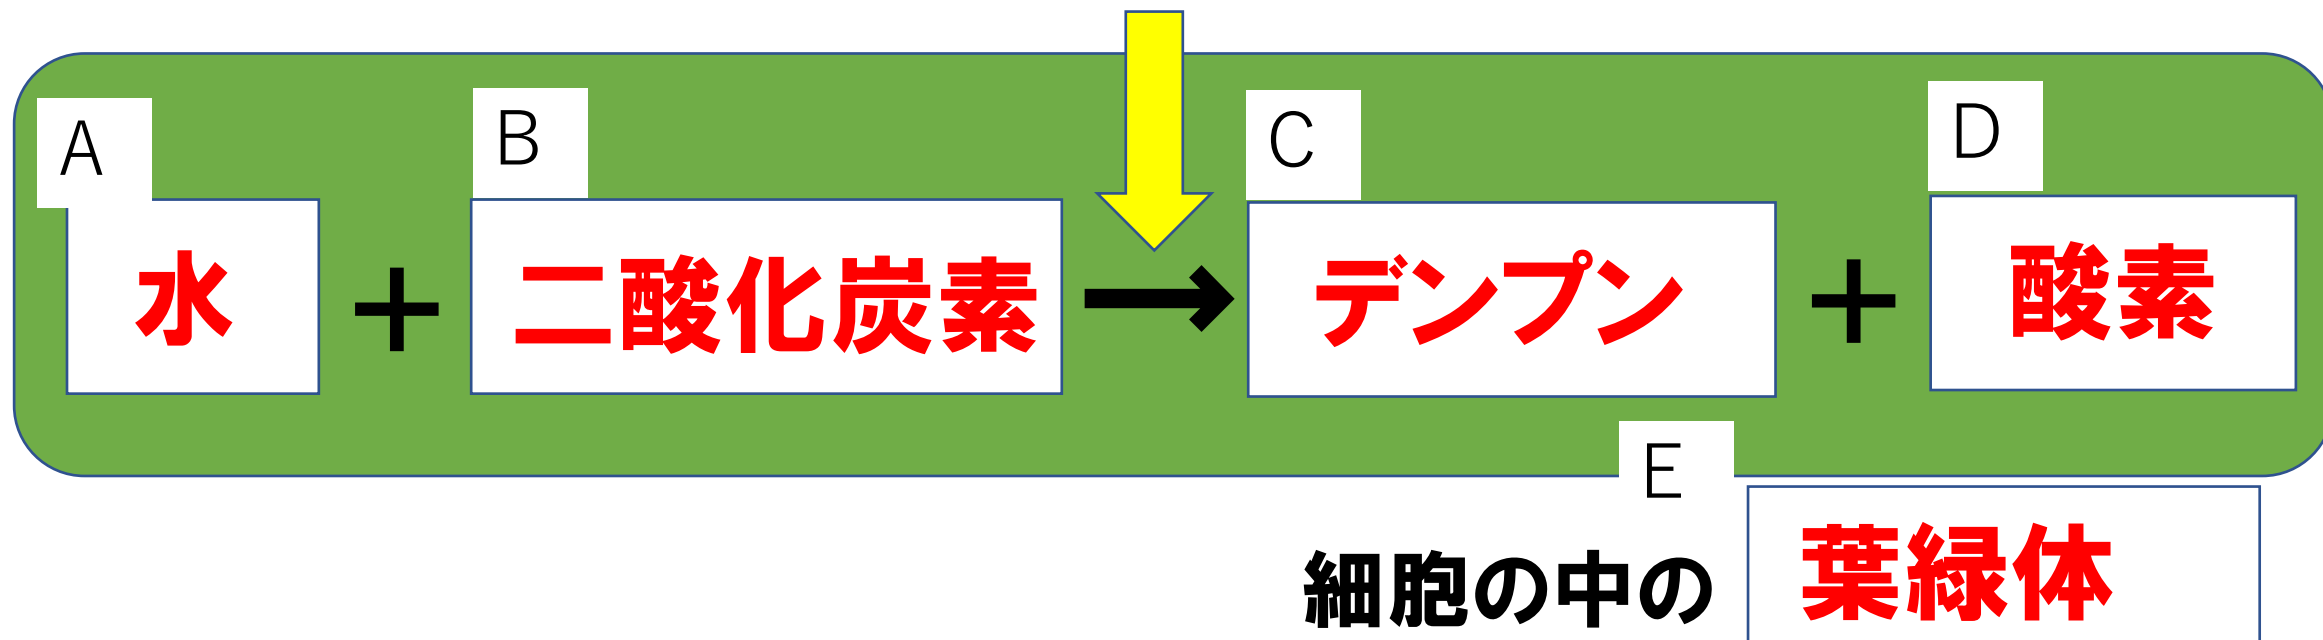 A
B
C
D
水 + 二酸化炭素 → デンプン + 酸素
E
細胞の中の 葉緑体